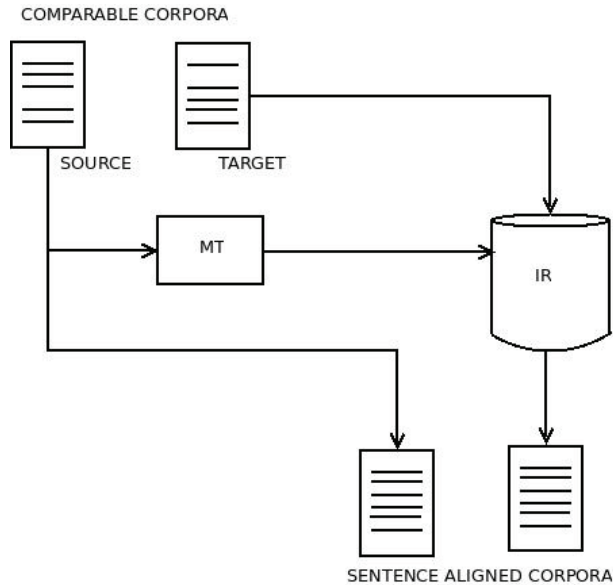 COMPARABLE CORPORA
SOURCE
TARGET
MT
IR
SENTENCE ALIGNED CORPORA